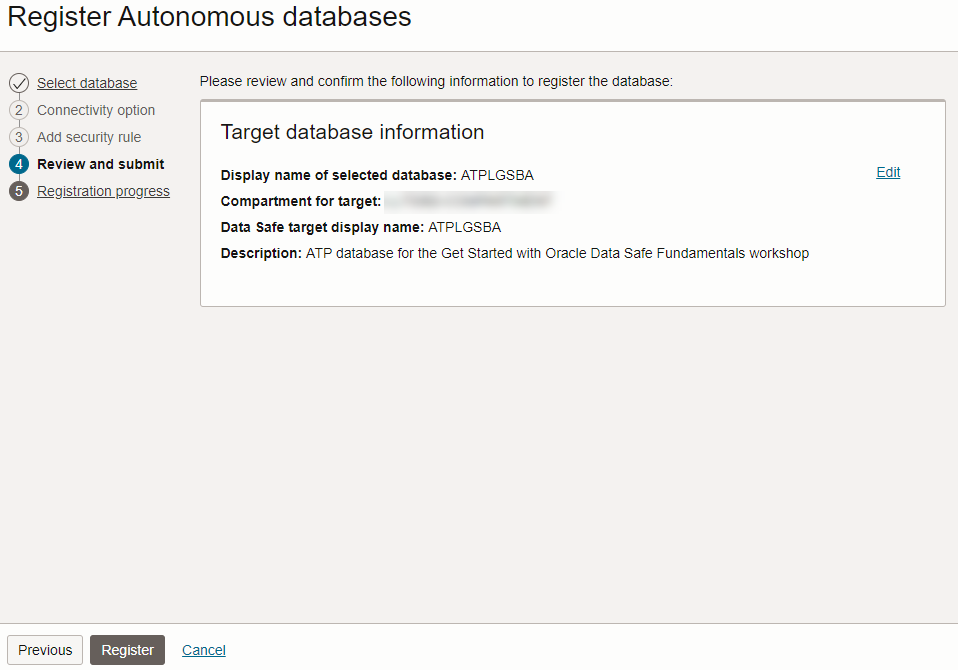 Register Autonomous databases
Select database
2 Connectivity option
3 Add security rule
4 Review and submit
5 Registration progress
Please review and confirm the following information to register the database:
Target database information
Display name of selected database: ATPLGSBA
Edit
Compartment for target:
Data Safe target display name: ATPLGSBA
Description: ATP database for the Get Started with Oracle Data Safe Fundamentals workshop
Previous
Register
Cancel